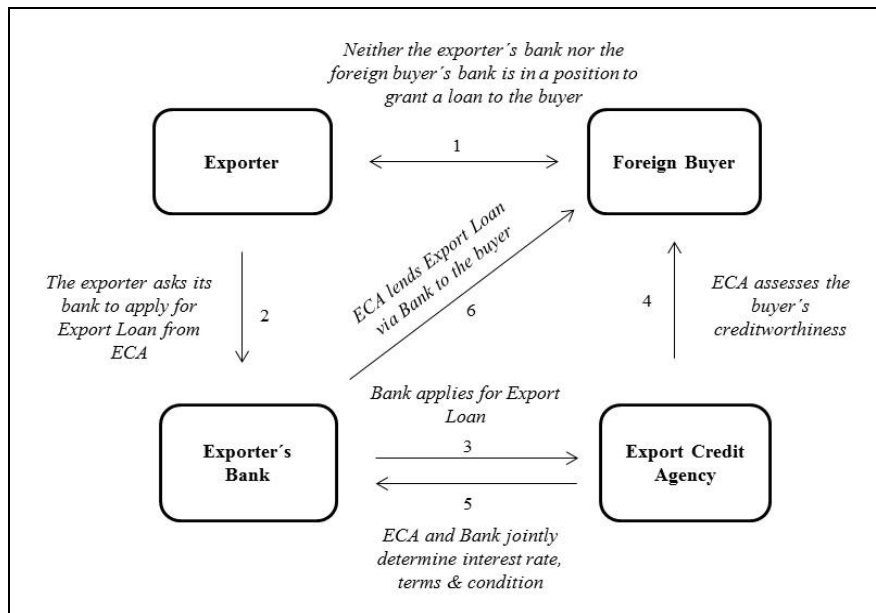 Neither the exporter´s bank nor the
foreign buyer´s bank is in a position to
grant a loan to the buyer
Exporter
1
Foreign Buyer
The exporter asks its
bank to apply for
Export Loan from
ECA
2
ECA lends Export Loan
via Bank to the buyer
6
4
ECA assesses the
buyer´s
creditworthiness
Bank applies for Export
Loan
Exporter´s
Bank
3
5
Export Credit
Agency
ECA and Bank jointly
determine interest rate,
terms & condition